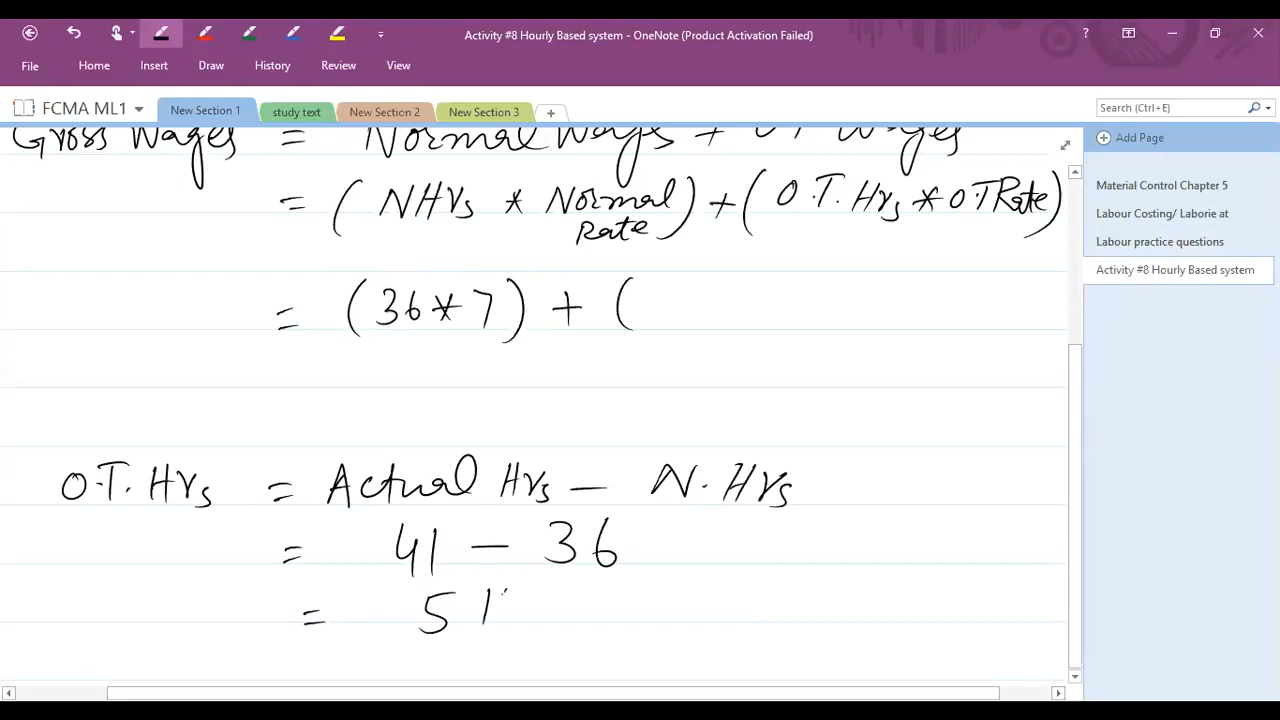 Activity #8 Hourly Based system - OneNote (Product Activation Failed)
?
File Home Insert Draw History Review View
FCMA ML1 New Section 1 study text New Section 2 New Section 3 +
Search (Ctrl+E)
Add Page
Material Control Chapter 5
Labour Costing/ Laborie at
Labour practice questions
Activity #8 Hourly Based system
Gross Wages = Normal Wages + O.T Wages
= (NHrs * Normal Rate) + (O.T. Hrs * O.T Rate)
= (36 * 7) + (
O.T. Hrs = Actual Hrs - N. Hrs
= 41 - 36
= 5